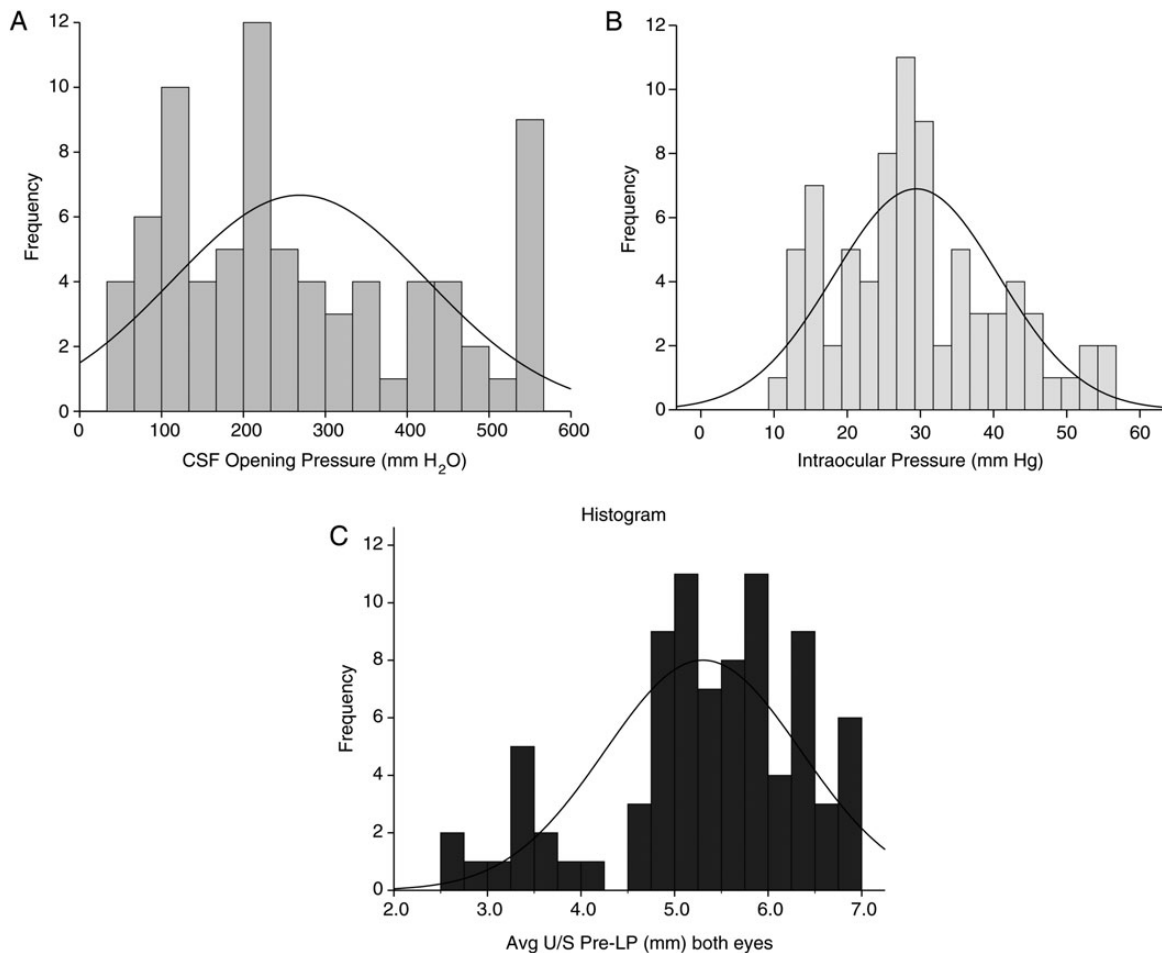 A
12
10
8
6
4
2
0
Frequency
0 100 200 300 400 500 600
CSF Opening Pressure (mm H₂O)
B
12
10
8
6
4
2
0
Frequency
0 10 20 30 40 50 60
Intraocular Pressure (mm Hg)
Histogram
C
12
10
8
6
4
2
0
Frequency
2.0 3.0 4.0 5.0 6.0 7.0
Avg U/S Pre-LP (mm) both eyes